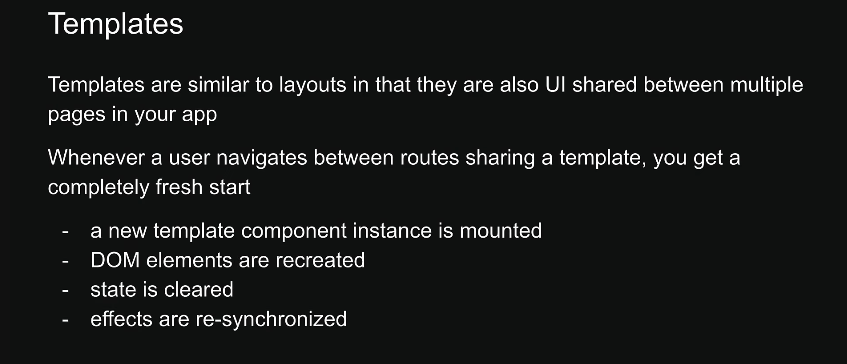 Templates
Templates are similar to layouts in that they are also UI shared between multiple
pages in your app
Whenever a user navigates between routes sharing a template, you get a
completely fresh start
- a new template component instance is mounted
- DOM elements are recreated
- state is cleared
- effects are re-synchronized